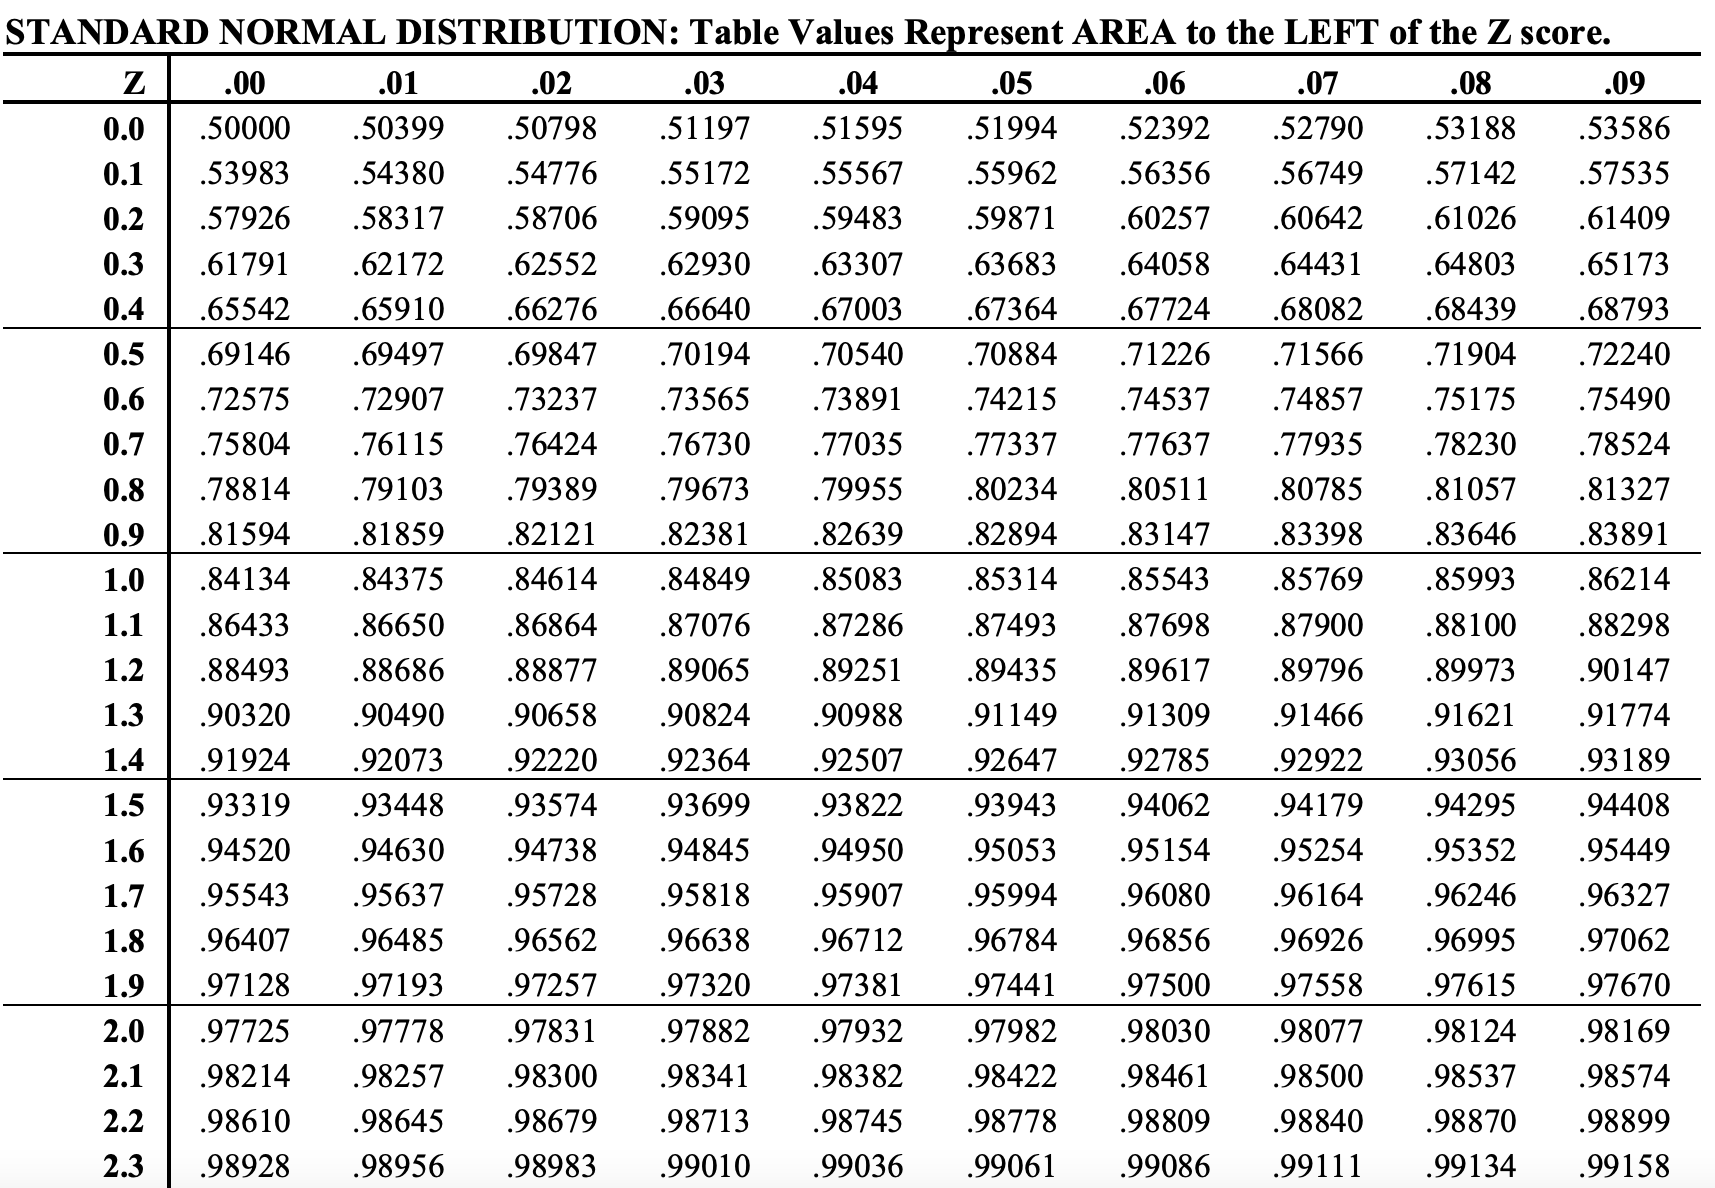 STANDARD NORMAL DISTRIBUTION: Table Values Represent AREA to the LEFT of the Z score.
Z .00 .01 .02 .03 .04 .05 .06 .07 .08 .09
0.0 .50000 .50399 .50798 .51197 .51595 .51994 .52392 .52790 .53188 .53586
0.1 .53983 .54380 .54776 .55172 .55567 .55962 .56356 .56749 .57142 .57535
0.2 .57926 .58317 .58706 .59095 .59483 .59871 .60257 .60642 .61026 .61409
0.3 .61791 .62172 .62552 .62930 .63307 .63683 .64058 .64431 .64803 .65173
0.4 .65542 .65910 .66276 .66640 .67003 .67364 .67724 .68082 .68439 .68793
0.5 .69146 .69497 .69847 .70194 .70540 .70884 .71226 .71566 .71904 .72240
0.6 .72575 .72907 .73237 .73565 .73891 .74215 .74537 .74857 .75175 .75490
0.7 .75804 .76115 .76424 .76730 .77035 .77337 .77637 .77935 .78230 .78524
0.8 .78814 .79103 .79389 .79673 .79955 .80234 .80511 .80785 .81057 .81327
0.9 .81594 .81859 .82121 .82381 .82639 .82894 .83147 .83398 .83646 .83891
1.0 .84134 .84375 .84614 .84849 .85083 .85314 .85543 .85769 .85993 .86214
1.1 .86433 .86650 .86864 .87076 .87286 .87493 .87698 .87900 .88100 .88298
1.2 .88493 .88686 .88877 .89065 .89251 .89435 .89617 .89796 .89973 .90147
1.3 .90320 .90490 .90658 .90824 .90988 .91149 .91309 .91466 .91621 .91774
1.4 .91924 .92073 .92220 .92364 .92507 .92647 .92785 .92922 .93056 .93189
1.5 .93319 .93448 .93574 .93699 .93822 .93943 .94062 .94179 .94295 .94408
1.6 .94520 .94630 .94738 .94845 .94950 .95053 .95154 .95254 .95352 .95449
1.7 .95543 .95637 .95728 .95818 .95907 .95994 .96080 .96164 .96246 .96327
1.8 .96407 .96485 .96562 .96638 .96712 .96784 .96856 .96926 .96995 .97062
1.9 .97128 .97193 .97257 .97320 .97381 .97441 .97500 .97558 .97615 .97670
2.0 .97725 .97778 .97831 .97882 .97932 .97982 .98030 .98077 .98124 .98169
2.1 .98214 .98257 .98300 .98341 .98382 .98422 .98461 .98500 .98537 .98574
2.2 .98610 .98645 .98679 .98713 .98745 .98778 .98809 .98840 .98870 .98899
2.3 .98928 .98956 .98983 .99010 .99036 .99061 .99086 .99111 .99134 .99158